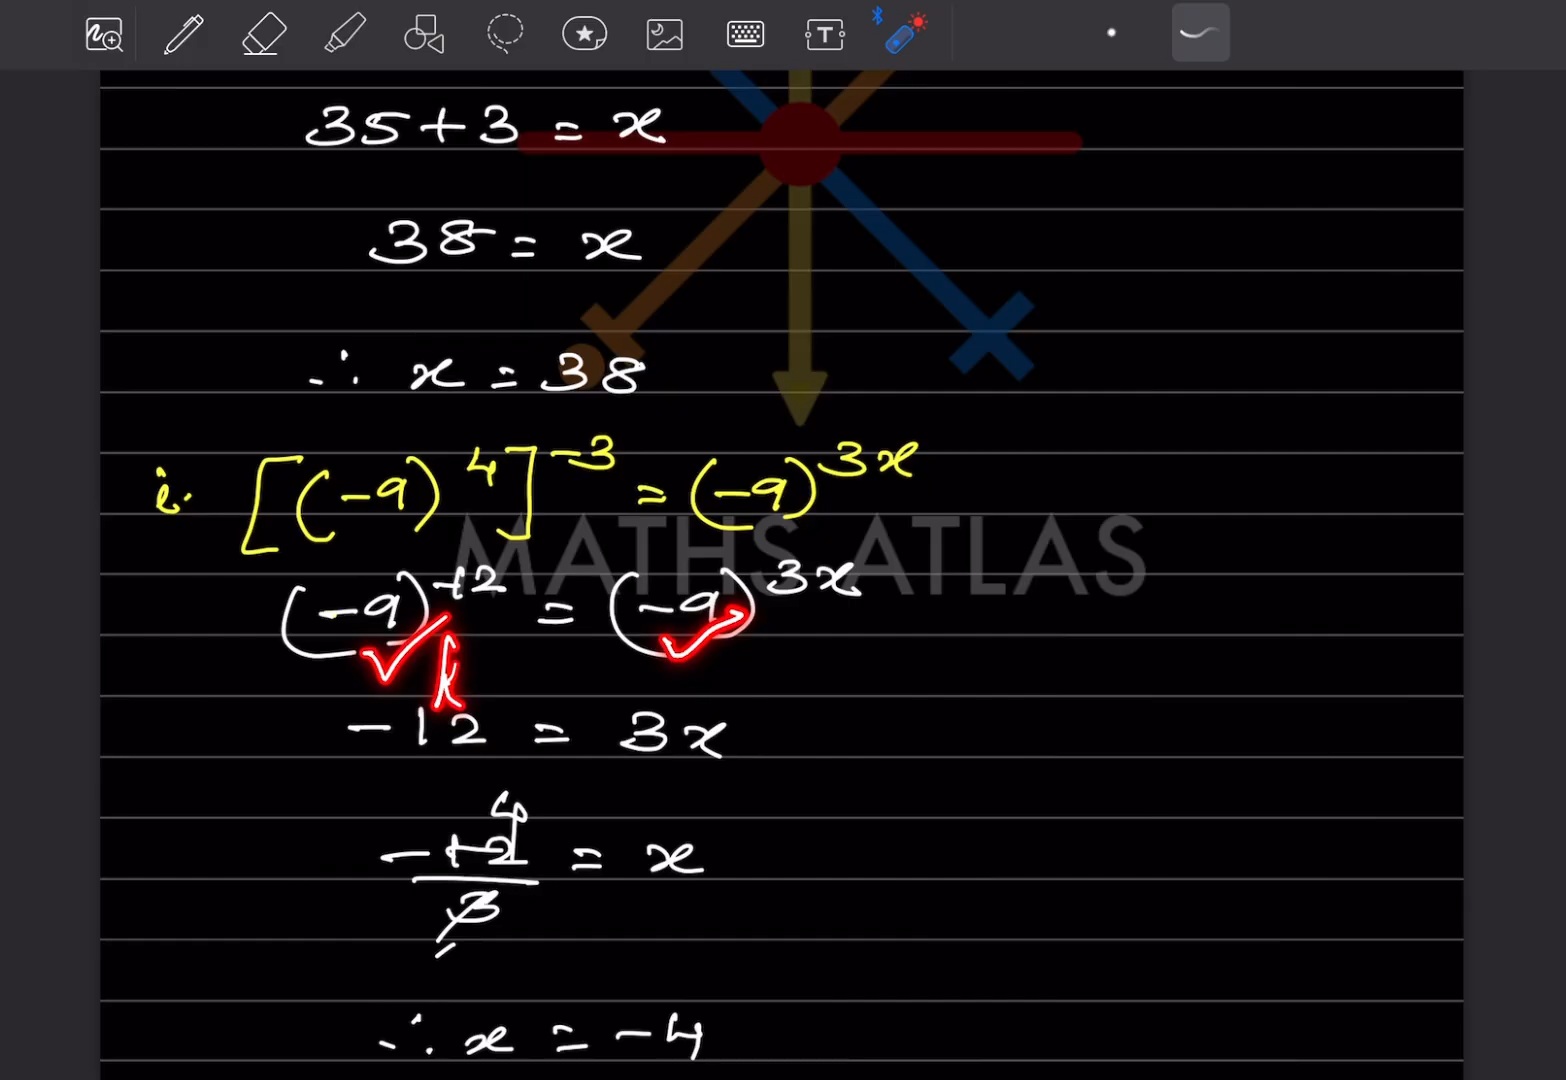 35+3 = x
38 = x
∴ x = 38
i. [(-9)^4]^-3 = (-9)^3x
MATHS ATLAS
(-9)^-12 = (-9)^3x
-12 = 3x
4
-12/3 = x
∴ x = -4